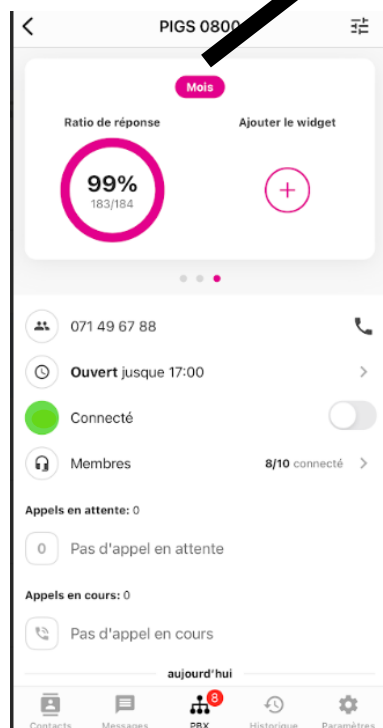 PIGS 0800
Mois
Ratio de réponse
Ajouter le widget
99%
183/184
071 49 67 88
Ouvert jusque 17:00
Connecté
Membres
8/10 connecté
Appels en attente: 0
0
Pas d'appel en attente
Appels en cours: 0
Pas d'appel en cours
aujourd'hui
8
Contacts
Messages
PBX
Historique
Paramètres